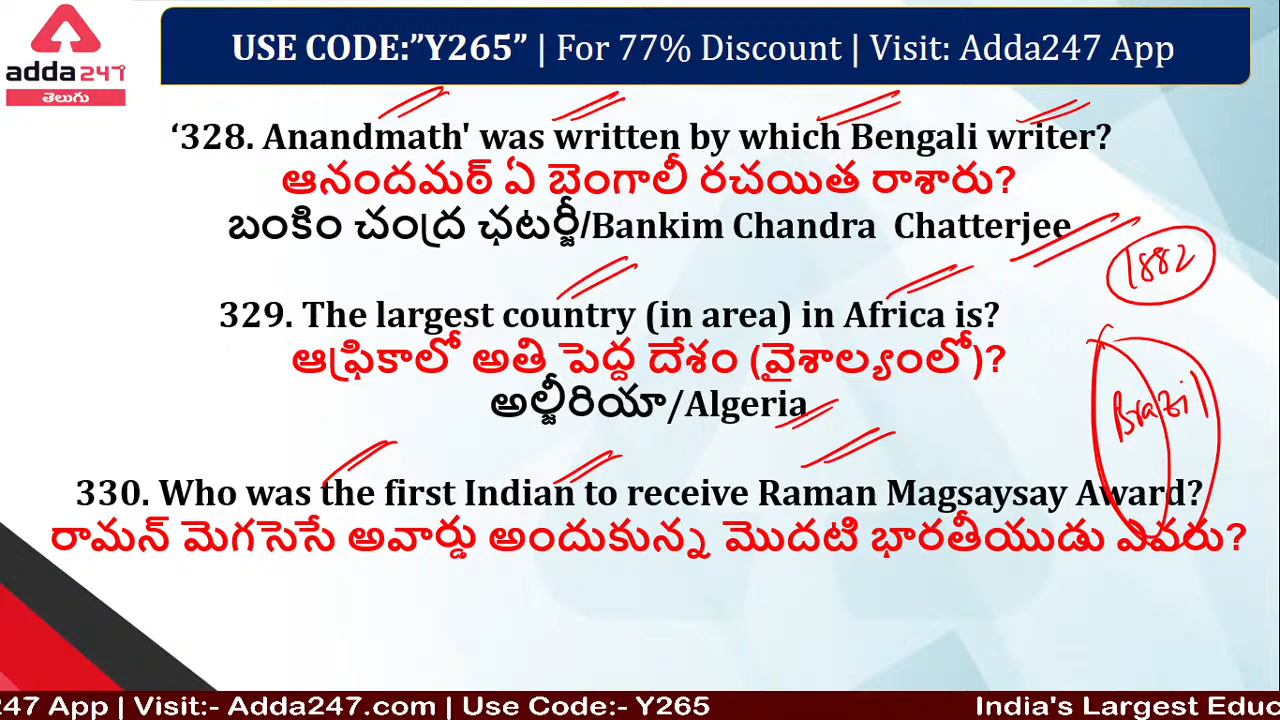 adda247
తెలుగు
USE CODE:”Y265” | For 77% Discount | Visit: Adda247 App
‘328. Anandmath' was written by which Bengali writer?
ఆనందమఠ్ ఏ బెంగాలీ రచయిత రాశారు?
బంకిం చంద్ర ఛటర్జీ/Bankim Chandra Chatterjee
1882
329. The largest country (in area) in Africa is?
ఆఫ్రికాలో అతి పెద్ద దేశం (వైశాల్యంలో)?
అల్జీరియా/Algeria
Brazil
330. Who was the first Indian to receive Raman Magsaysay Award?
రామన్ మెగసెసే అవార్డు అందుకున్న మొదటి భారతీయుడు ఎవరు?
247 App | Visit:- Adda247.com | Use Code:- Y265
India's Largest Educ